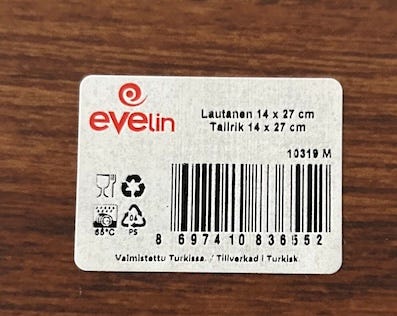 evelin
Lautanen 14 x 27 cm
Tallrik 14 x 27 cm
10319 M
65°C
PS
8 697410 836552
Valmistettu Turkissa. / Tillverkad i Turkisk